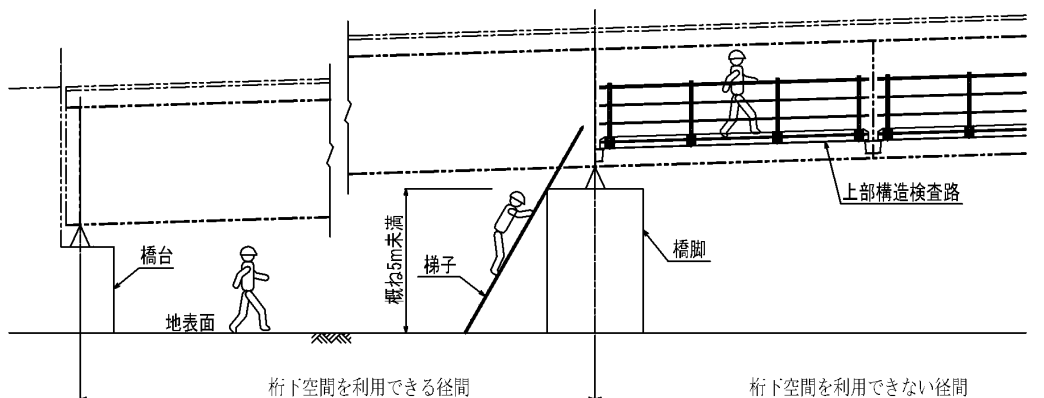 上部構造検査路
概ね5m未満
橋台
梯子
橋脚
地表面
桁下空間を利用できる径間
桁下空間を利用できない径間